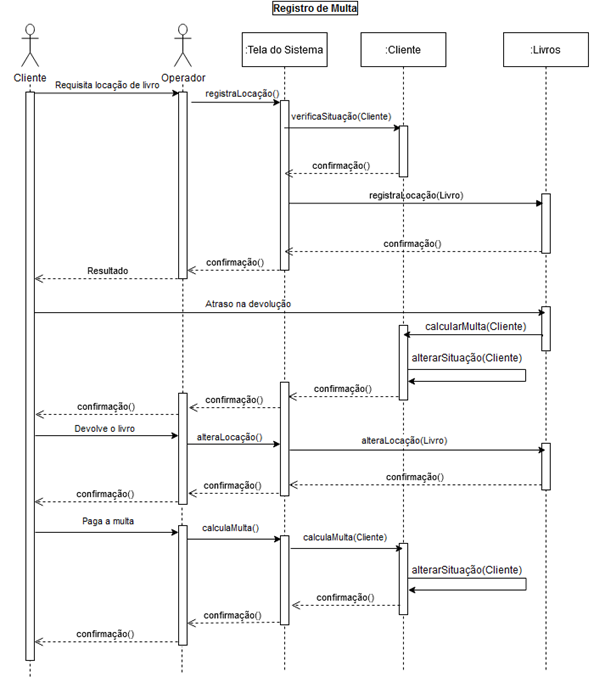 Registro de Multa
Cliente
Operador
:Tela do Sistema
:Cliente
:Livros
Requisita locação de livro
registraLocação()
verificaSituação(Cliente)
confirmação()
registraLocação(Livro)
confirmação()
confirmação()
Resultado
Atraso na devolução
calcularMulta(Cliente)
alterarSituação(Cliente)
confirmação()
confirmação()
confirmação()
Devolve o livro
alteraLocação()
alteraLocação(Livro)
confirmação()
confirmação()
confirmação()
Paga a multa
calculaMulta()
calculaMulta(Cliente)
alterarSituação(Cliente)
confirmação()
confirmação()
confirmação()